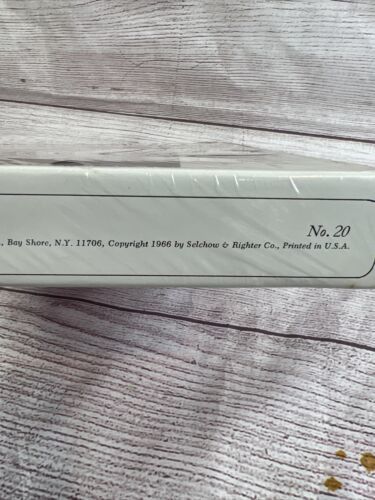 No. 20
., Bay Shore, N.Y. 11706, Copyright 1966 by Selchow & Righter Co., Printed in U.S.A.